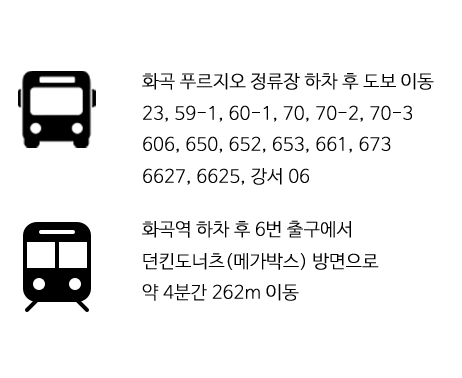 화곡 푸르지오 정류장 하차 후 도보 이동
23, 59-1, 60-1, 70, 70-2, 70-3
606, 650, 652, 653, 661, 673
6627, 6625, 강서 06
화곡역 하차 후 6번 출구에서
던킨도너츠(메가박스) 방면으로
약 4분간 262m 이동